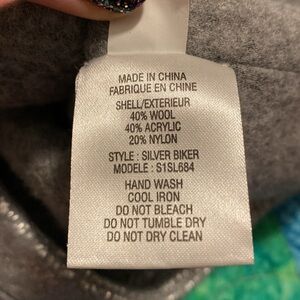 MADE IN CHINA
FABRIQUE EN CHINE
SHELL/EXTERIEUR
40% WOOL
40% ACRYLIC
20% NYLON
STYLE : SILVER BIKER
MODELE : S1SL684
HAND WASH
COOL IRON
DO NOT BLEACH
DO NOT TUMBLE DRY
DO NOT DRY CLEAN